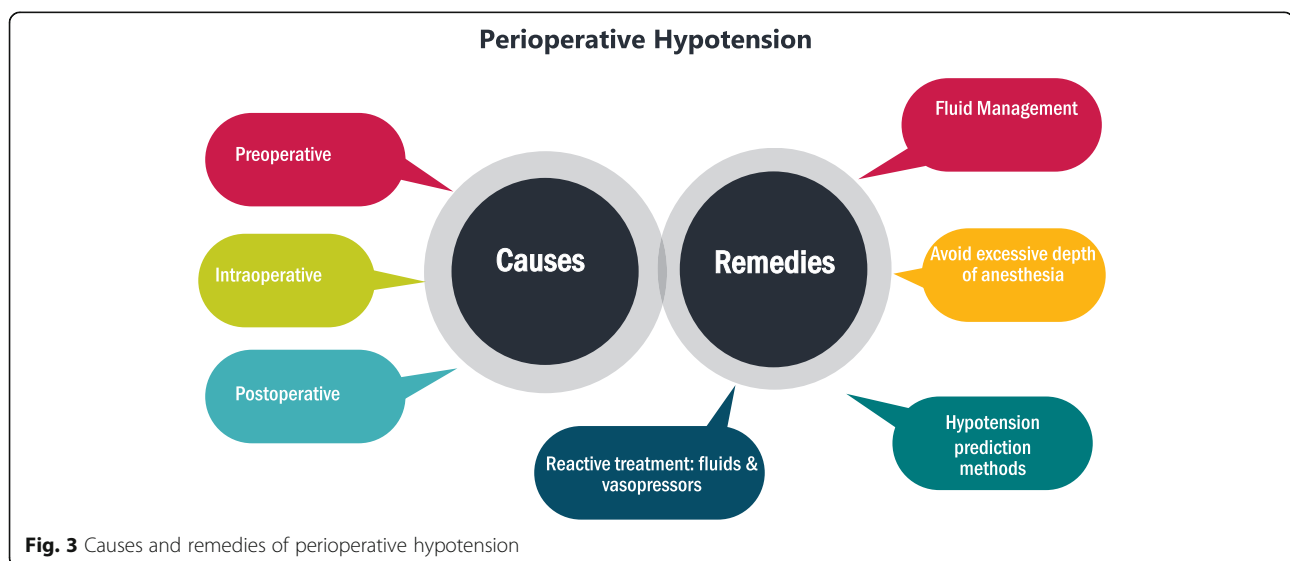 Perioperative Hypotension
Preoperative
Intraoperative
Postoperative
Causes
Remedies
Fluid Management
Avoid excessive depth
of anesthesia
Hypotension
prediction
methods
Reactive treatment: fluids &
vasopressors
Fig. 3 Causes and remedies of perioperative hypotension